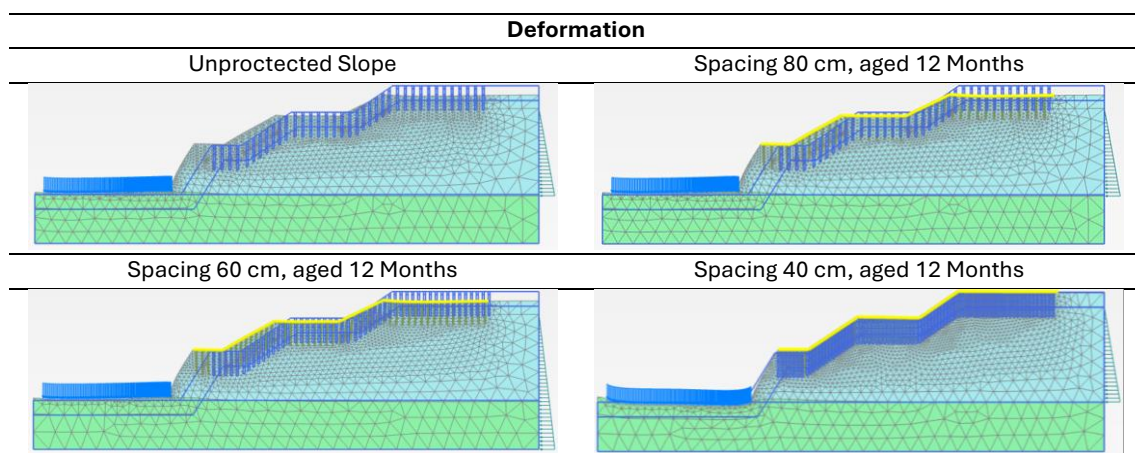 Deformation
Unproctected Slope
Spacing 80 cm, aged 12 Months
Spacing 60 cm, aged 12 Months
Spacing 40 cm, aged 12 Months